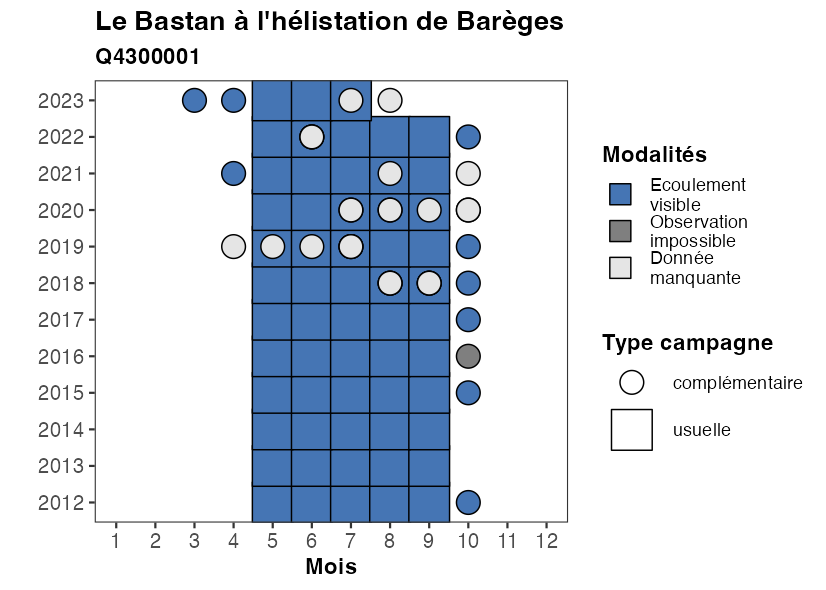 Le Bastan à l'hélistation de Barèges
Q4300001
2023
2022
2021
2020
2019
2018
2017
2016
2015
2014
2013
2012
1 2 3 4 5 6 7 8 9 10 11 12
Mois
Modalités
Ecoulement
visible
Observation
impossible
Donnée
manquante
Type campagne
complémentaire
usuelle